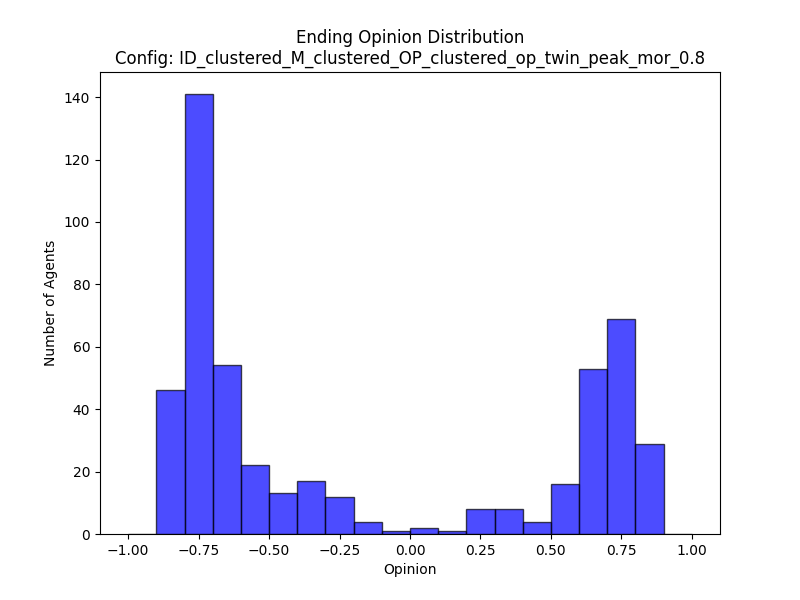 Ending Opinion Distribution
Config: ID_clustered_M_clustered_OP_clustered_op_twin_peak_mor_0.8
140
120
100
80
60
40
20
0
Number of Agents
−1.00 −0.75 −0.50 −0.25 0.00 0.25 0.50 0.75 1.00
Opinion